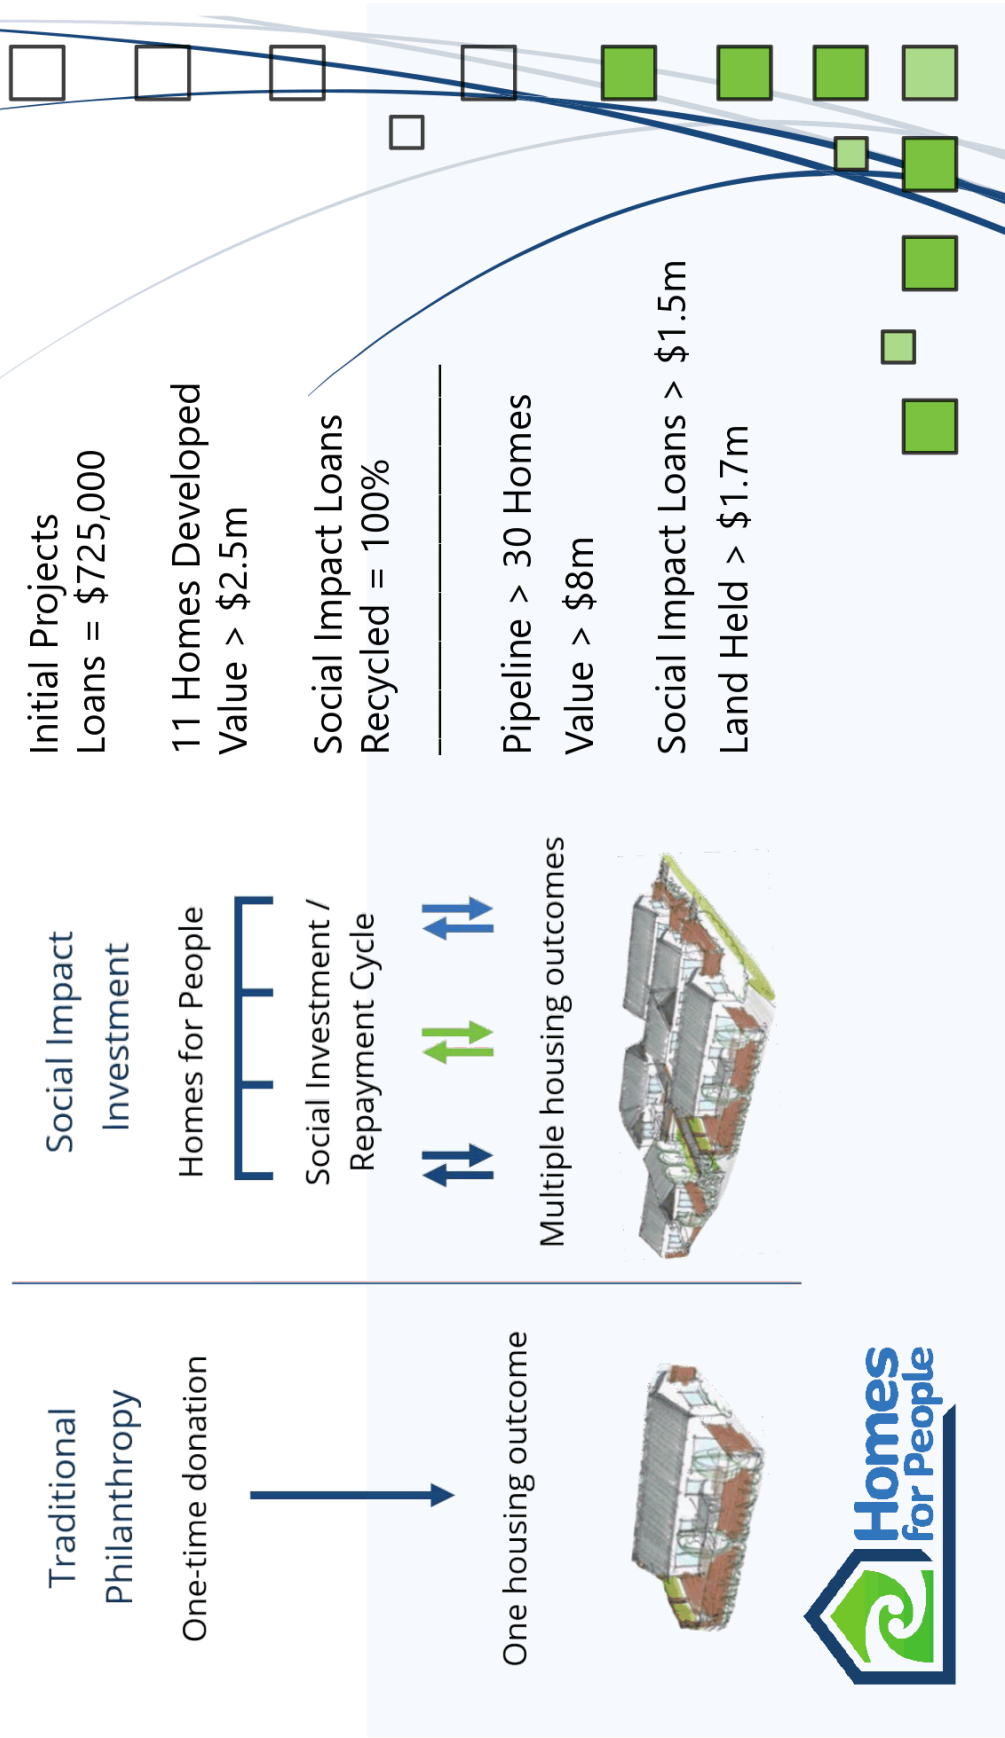 Traditional
Philanthropy
One-time donation
One housing outcome
Social Impact
Investment
Homes for People
Social Investment /
Repayment Cycle
Multiple housing outcomes
Initial Projects
Loans = $725,000
11 Homes Developed
Value > $2.5m
Social Impact Loans
Recycled = 100%
Pipeline > 30 Homes
Value > $8m
Social Impact Loans > $1.5m
Land Held > $1.7m
Homes
for People